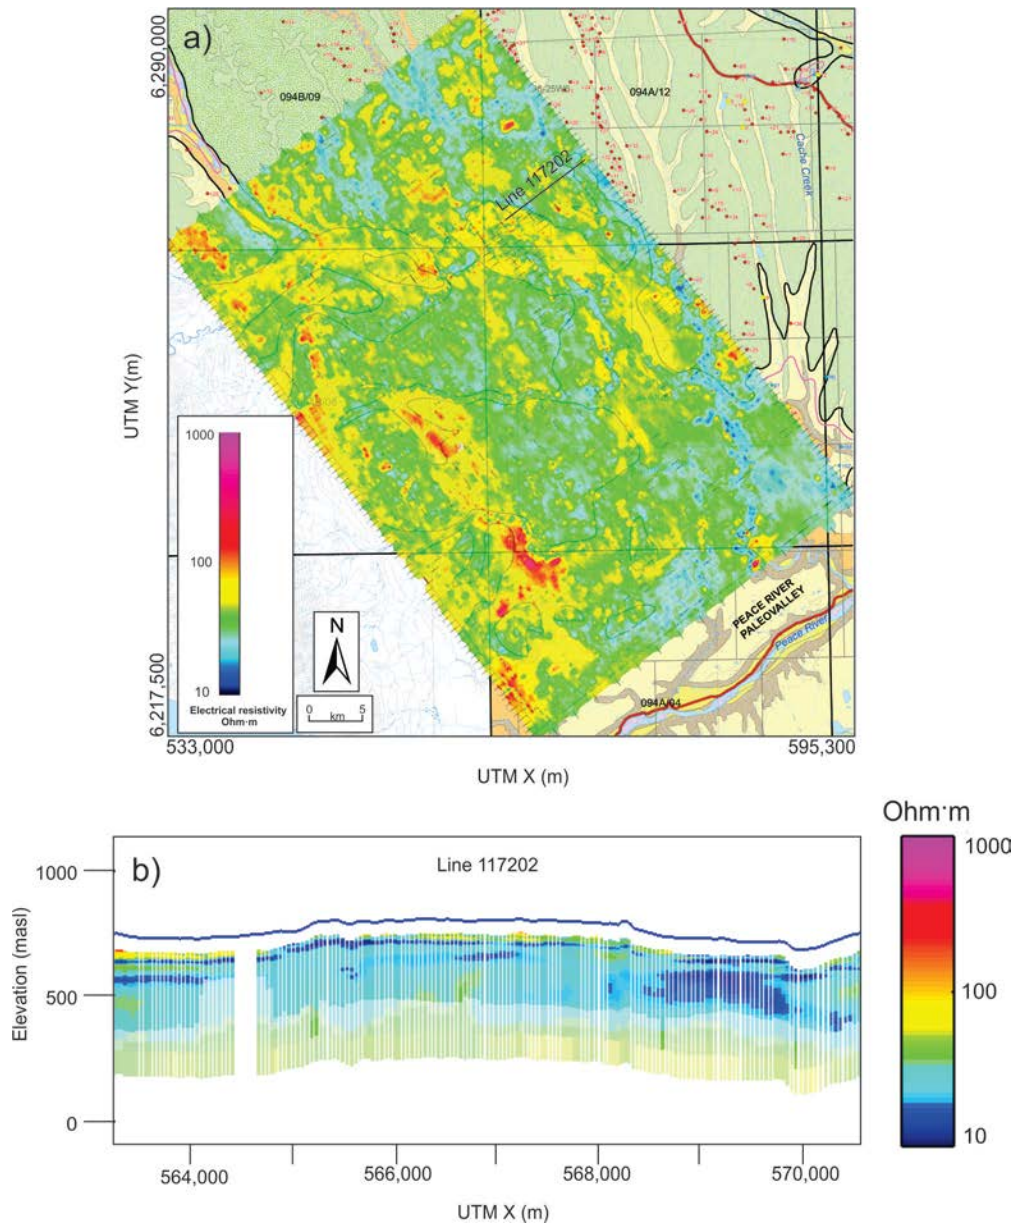 a)
6,290,000
094B/09
094A/12
Line 117202
Cache Creek
UTM Y(m)
1000
100
10
Electrical resistivity
Ohm·m
N
0 5
km
PEACE RIVER
PALEOVALLEY
Peace River
094A/04
6,217,500
533,000
595,300
UTM X (m)
Ohm·m
b)
Line 117202
1000
500
0
Elevation (masl)
1000
100
10
564,000
566,000
568,000
570,000
UTM X (m)